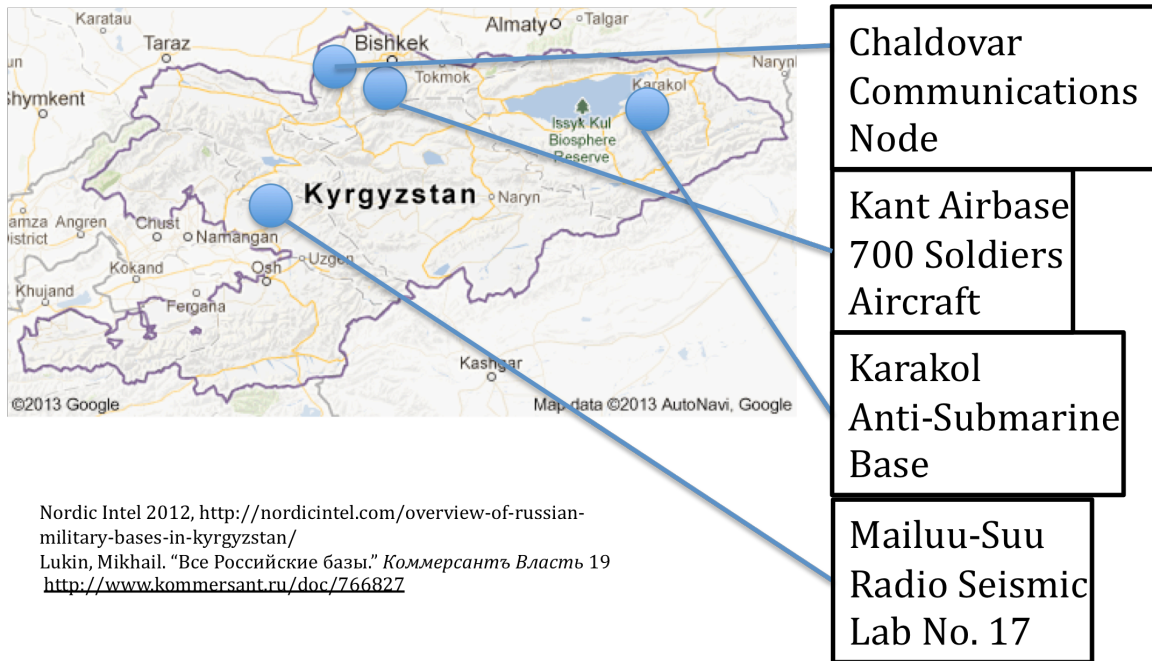 Karatau
Almaty
Talgar
Taraz
Bishkek
un
Tokmok
Naryn
Karakol
Shymkent
Issyk Kul
Biosphere
Reserve
Kyrgyzstan
Naryn
amza
Angren
Chust
istrict
Namangan
Uzgen
Kokand
Osh
Khujand
Fergana
Kashgar
©2013 Google
Map data ©2013 AutoNavi, Google
Chaldovar
Communications
Node
Kant Airbase
700 Soldiers
Aircraft
Karakol
Anti-Submarine
Base
Mailuu-Suu
Radio Seismic
Lab No. 17
Nordic Intel 2012, http://nordicintel.com/overview-of-russian-
military-bases-in-kyrgyzstan/
Lukin, Mikhail. “Все Российские базы.” Коммерсантъ Власть 19
http://www.kommersant.ru/doc/766827